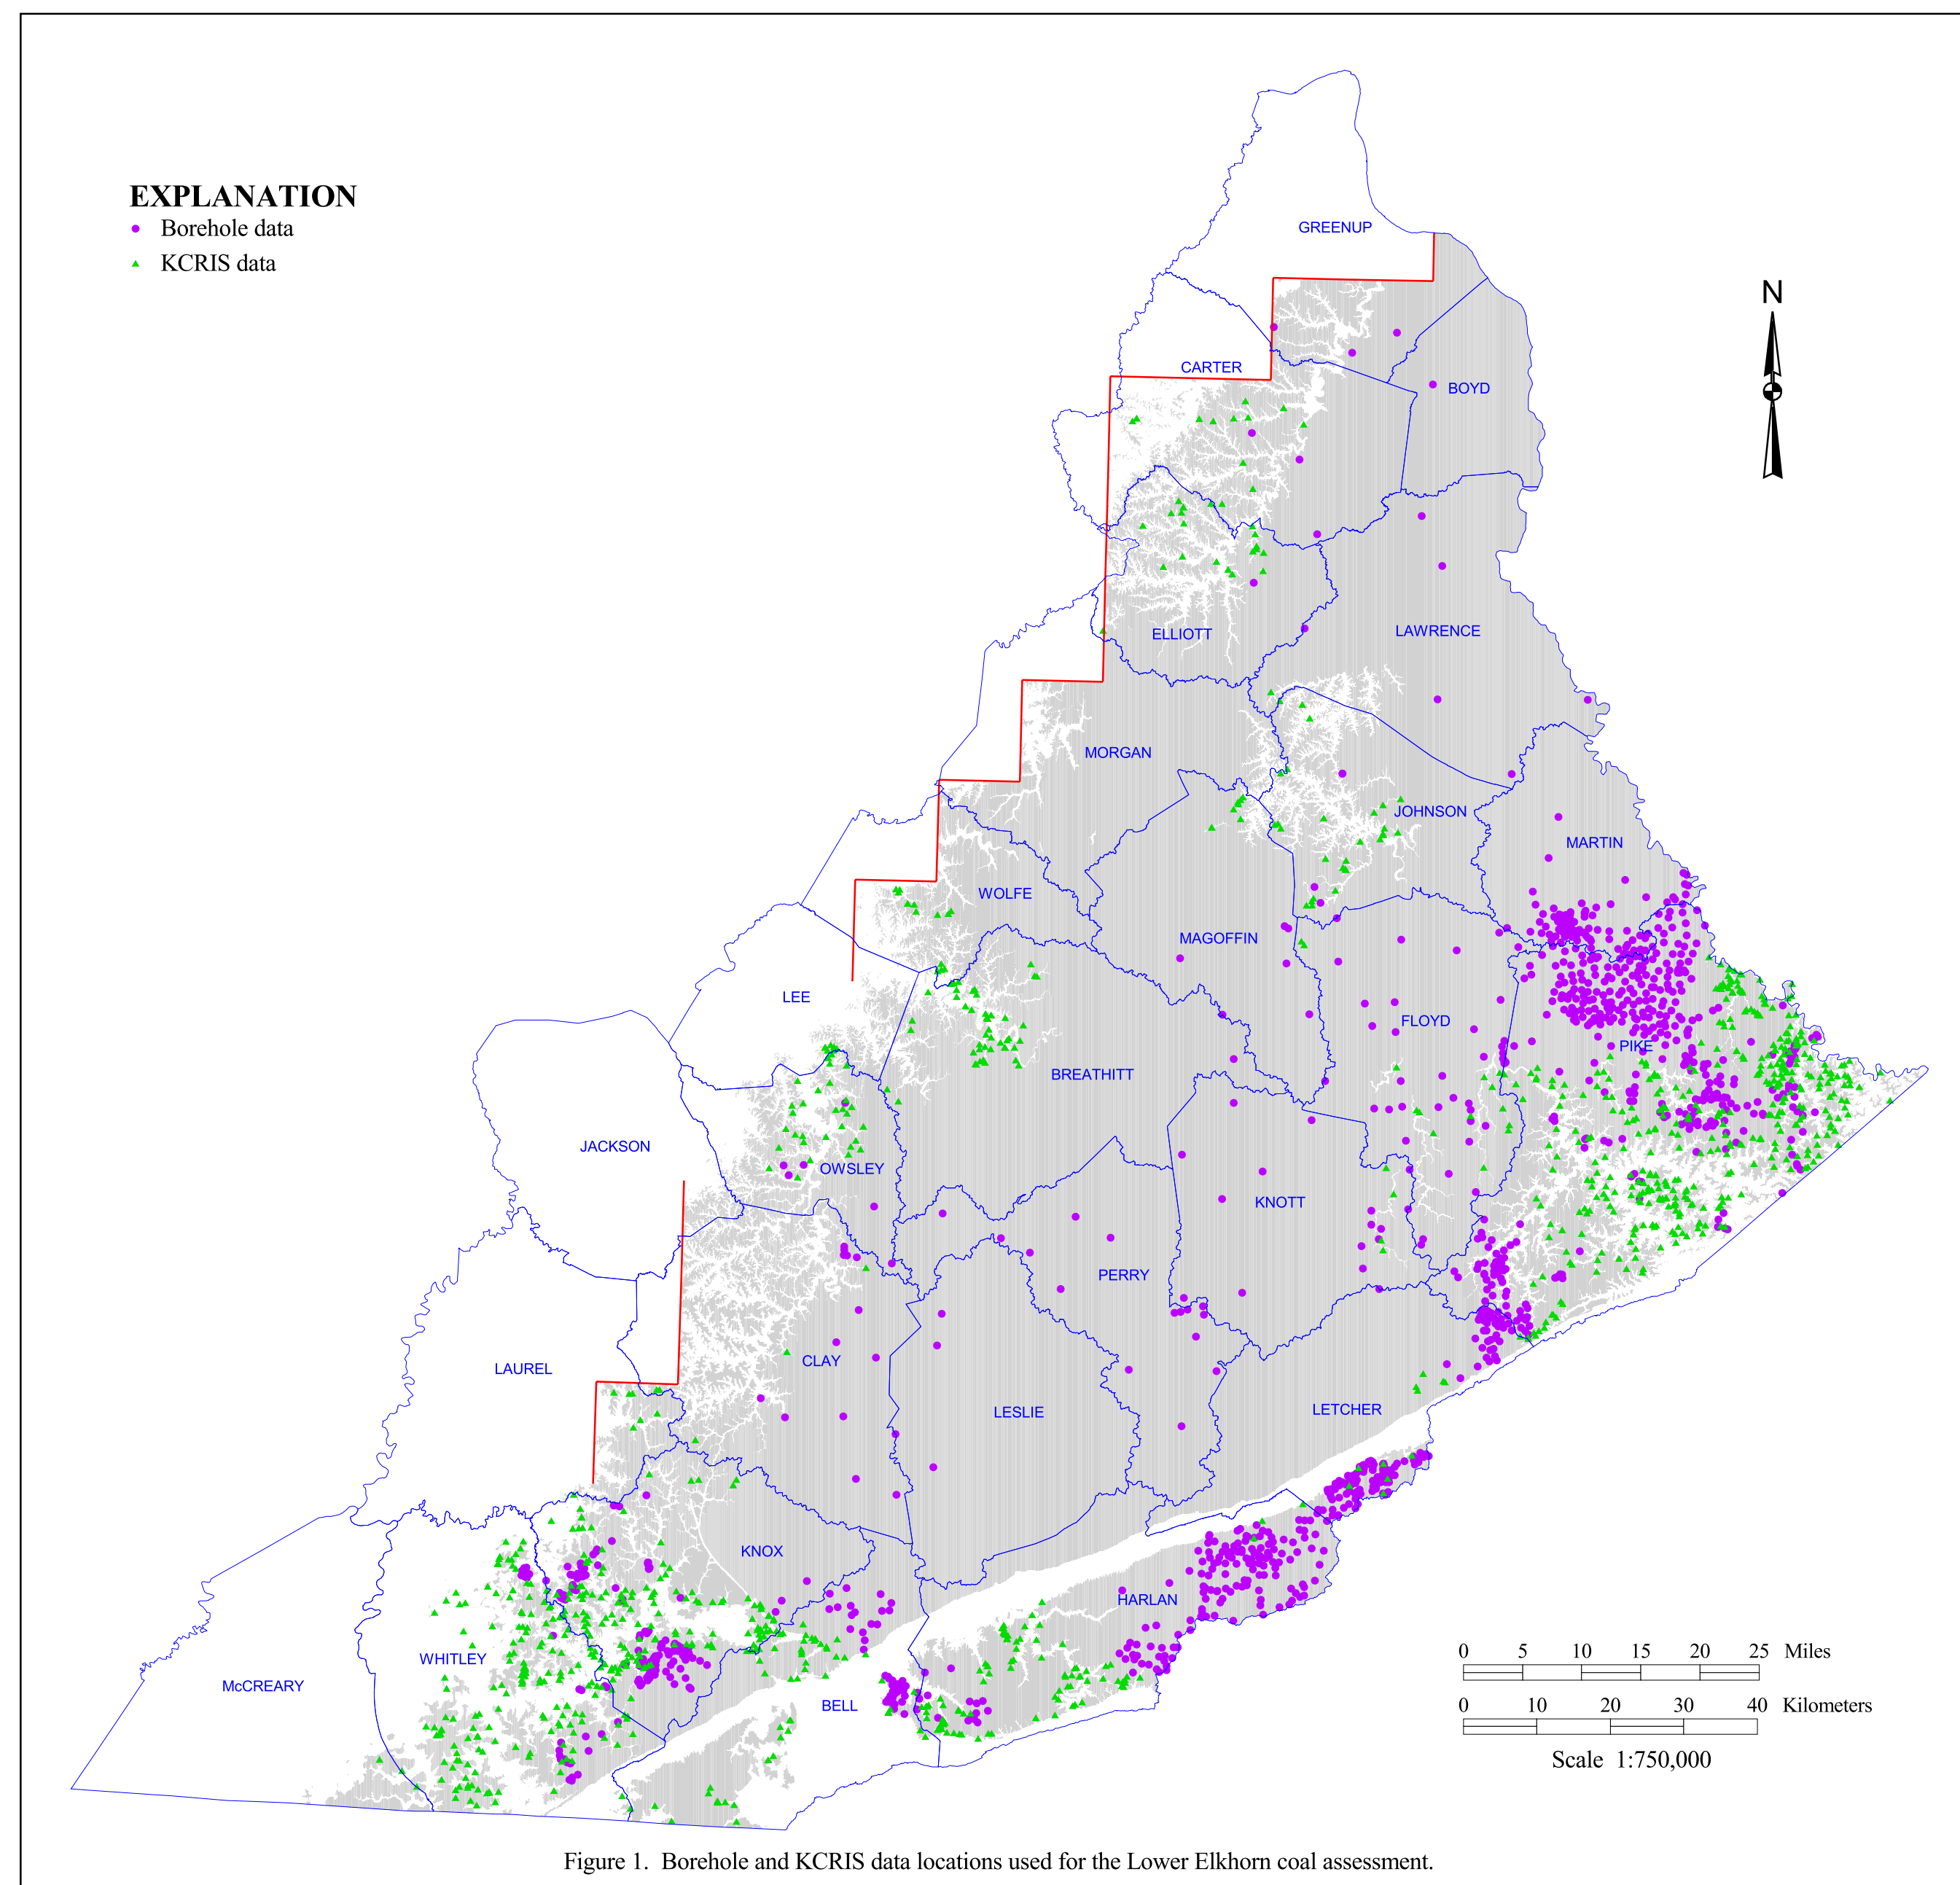 EXPLANATION
Borehole data
KCRIS data
N
GREENUP
CARTER
BOYD
ELLIOTT
LAWRENCE
MORGAN
JOHNSON
MARTIN
WOLFE
MAGOFFIN
LEE
FLOYD
PIKE
BREATHITT
JACKSON
OWSLEY
KNOTT
PERRY
CLAY
LAUREL
LESLIE
LETCHER
KNOX
HARLAN
WHITLEY
McCREARY
BELL
0 5 10 15 20 25 Miles
0 10 20 30 40 Kilometers
Scale 1:750,000
Figure 1. Borehole and KCRIS data locations used for the Lower Elkhorn coal assessment.